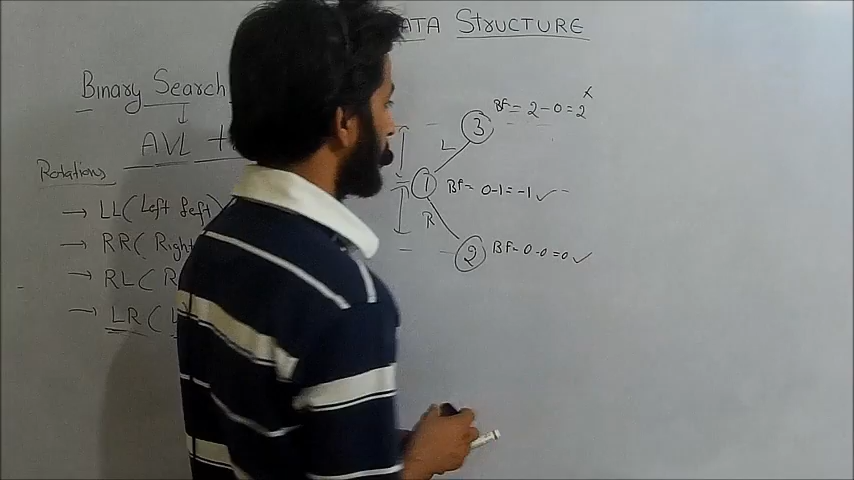 ATA STRUCTURE
Binary Search
AVL
Rotations
→ LL (Left Left)
→ RR ( Right
→ RL ( R
→ LR ( L
3 BF = 2-0=2 x
L
1 BF = 0-1=-1 ✓
R
2 BF-0-0=0 ✓